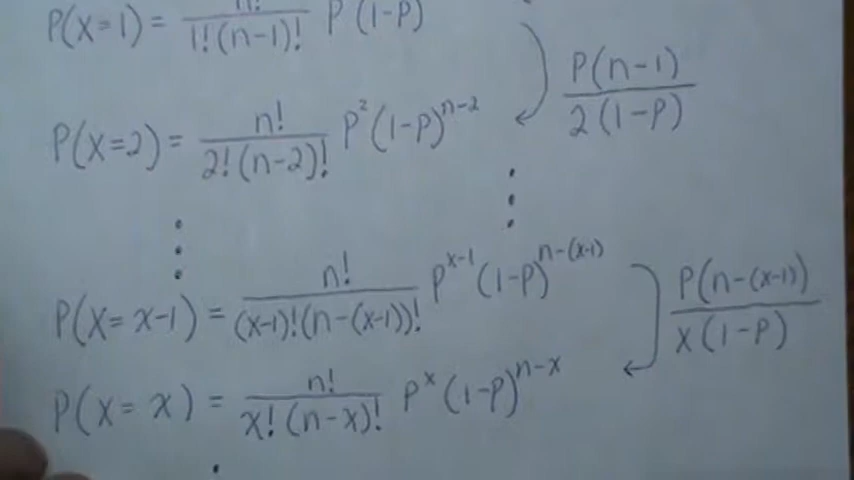 P(X=1) = n!/(1!(n-1)!) P (1-P)
P(n-1)/(2(1-P))
P(X=2) = n!/(2!(n-2)!) P^2 (1-P)^(n-2)
P(X=x-1) = n!/((x-1)!(n-(x-1))!) P^(x-1) (1-P)^(n-(x-1))
P(n-(x-1))/(x(1-P))
P(X=x) = n!/(x!(n-x)!) P^x (1-P)^(n-x)